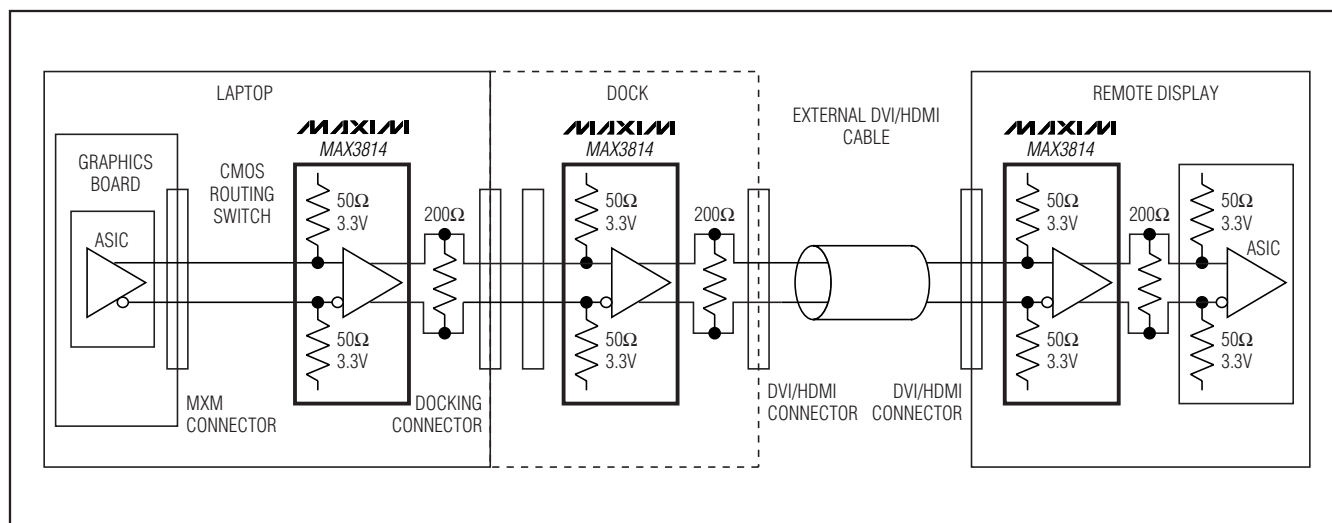 LAPTOP
GRAPHICS
BOARD
ASIC
MXM
CONNECTOR
CMOS
ROUTING
SWITCH
MAXIM
MAX3814
50Ω
3.3V
50Ω
3.3V
200Ω
DOCKING
CONNECTOR
DOCK
MAXIM
MAX3814
50Ω
3.3V
50Ω
3.3V
200Ω
DVI/HDMI
CONNECTOR
EXTERNAL DVI/HDMI
CABLE
DVI/HDMI
CONNECTOR
REMOTE DISPLAY
MAXIM
MAX3814
50Ω
3.3V
50Ω
3.3V
200Ω
50Ω
3.3V
ASIC
50Ω
3.3V